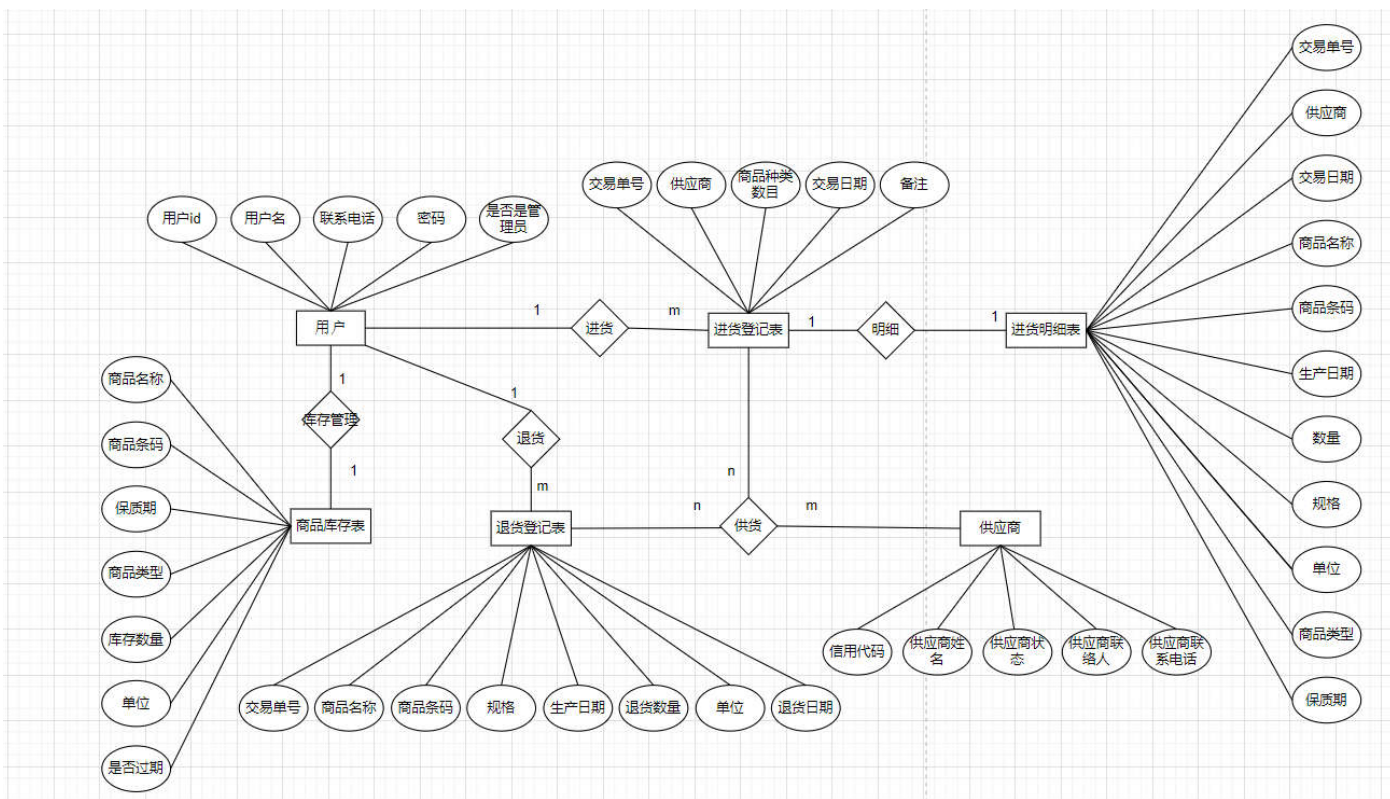 交易单号
供应商
交易日期
商品名称
商品条码
生产日期
数量
规格
单位
商品类型
保质期
交易单号
供应商
商品种类
数目
交易日期
备注
用户id
用户名
联系电话
密码
是否是管
理员
用户
1
进货
m
进货登记表
1
明细
1
进货明细表
1
库存管理
1
商品库存表
1
退货
m
退货登记表
n
n
供货
m
供应商
商品名称
商品条码
保质期
商品类型
库存数量
单位
是否过期
交易单号
商品名称
商品条码
规格
生产日期
退货数量
单位
退货日期
信用代码
供应商姓
名
供应商状
态
供应商联
络人
供应商联
系电话